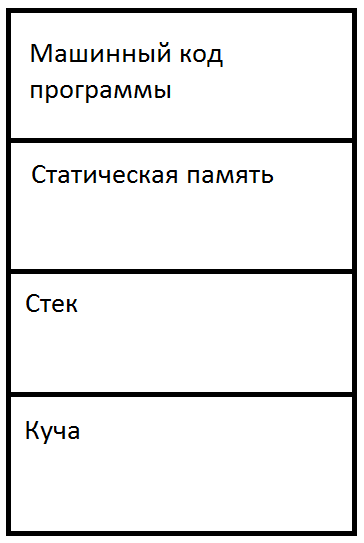 Машинный код
программы
Статическая память
Стек
Куча